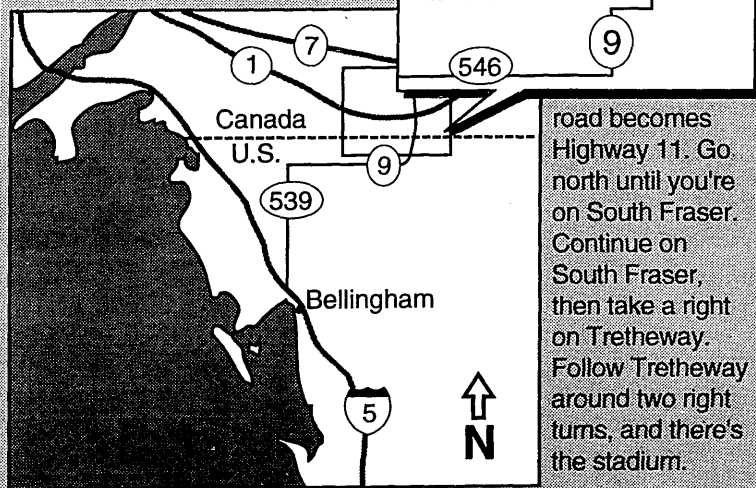 9
546
7
1
Canada
U.S.
9
539
Bellingham
5
N
road becomes
Highway 11. Go
north until you're
on South Fraser.
Continue on
South Fraser,
then take a right
on Tretheway.
Follow Tretheway
around two right
turns, and there's
the stadium.